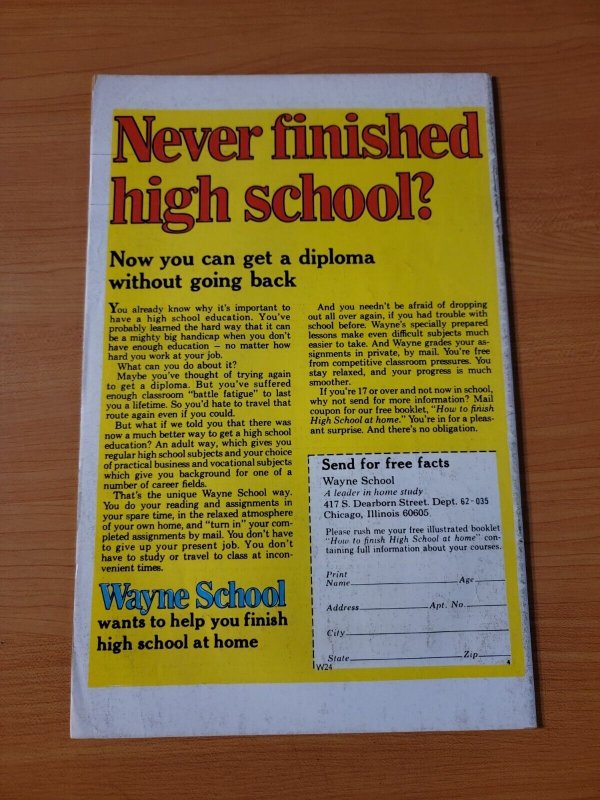 Never finished
high school?
Now you can get a diploma
without going back
You already know why it's important to
have a high school education. You've
probably learned the hard way that it can
be a mighty big handicap when you don't
have enough education – no matter how
hard you work at your job.
What can you do about it?
Maybe you've thought of trying again
to get a diploma. But you've suffered
enough classroom "battle fatigue" to last
you a lifetime. So you'd hate to travel that
route again even if you could.
But what if we told you that there was
now a much better way to get a high school
education? An adult way, which gives you
regular high school subjects and your choice
of practical business and vocational subjects
which give you background for one of a
number of career fields.
That's the unique Wayne School way.
You do your reading and assignments in
your spare time, in the relaxed atmosphere
of your own home, and "turn in" your com-
pleted assignments by mail. You don't have
to give up your present job. You don't
have to study or travel to class at incon-
venient times.
Wayne School
wants to help you finish
high school at home
And you needn't be afraid of dropping
out all over again, if you had trouble with
school before. Wayne's specially prepared
lessons make even difficult subjects much
easier to take. And Wayne grades your as-
signments in private, by mail. You're free
from competitive classroom pressures. You
stay relaxed, and your progress is much
smoother.
If you're 17 or over and not now in school,
why not send for more information? Mail
coupon for our free booklet, "How to finish
High School at home." You're in for a pleas-
ant surprise. And there's no obligation.
Send for free facts
Wayne School
A leader in home study
417 S. Dearborn Street. Dept. 62-035
Chicago, Illinois 60605
Please rush me your free illustrated booklet
"How to finish High School at home" con-
taining full information about your courses.
Print
Name Age
Address Apt. No.
City
State Zip
W24 4